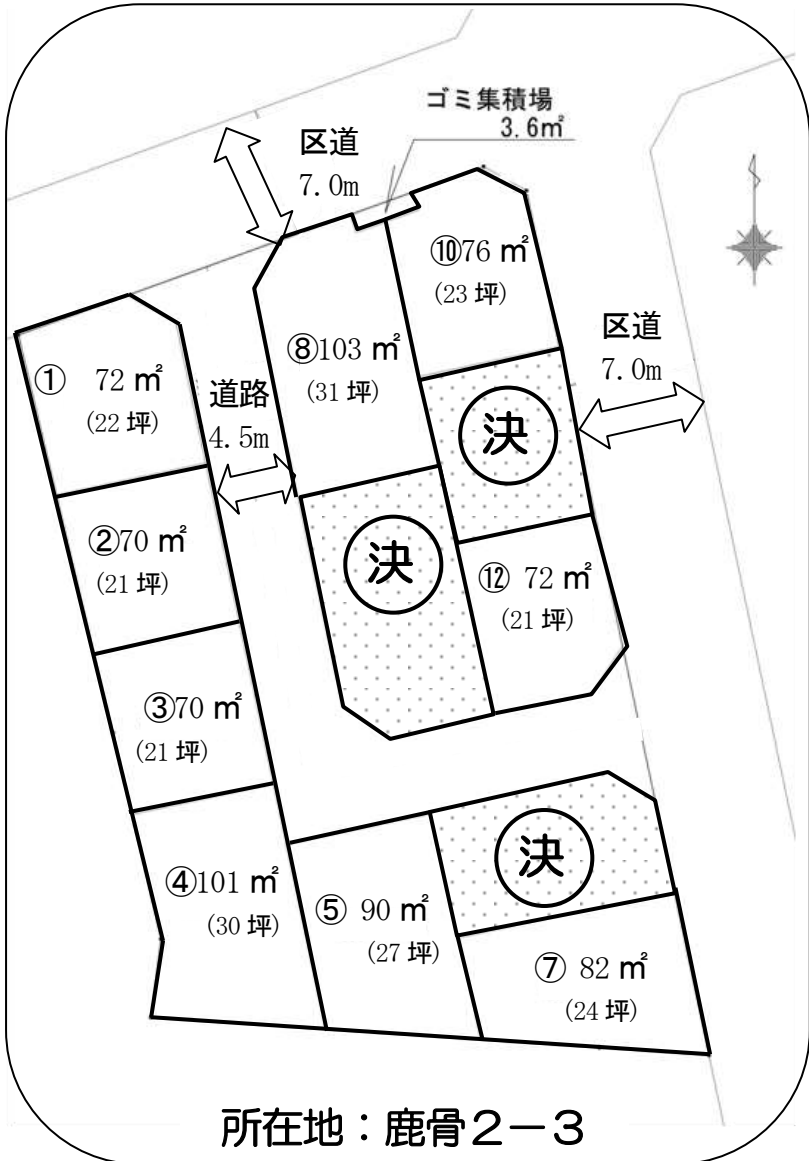 ゴミ集積場
3.6㎡
区道
7.0m
⑩76 ㎡
(23 坪)
⑧103 ㎡
(31 坪)
区道
7.0m
① 72 ㎡
(22 坪)
道路
4.5m
決
②70 ㎡
(21 坪)
決
⑫ 72 ㎡
(21 坪)
③70 ㎡
(21 坪)
決
④101 ㎡
(30 坪)
⑤ 90 ㎡
(27 坪)
⑦ 82 ㎡
(24 坪)
所在地：鹿骨２－３